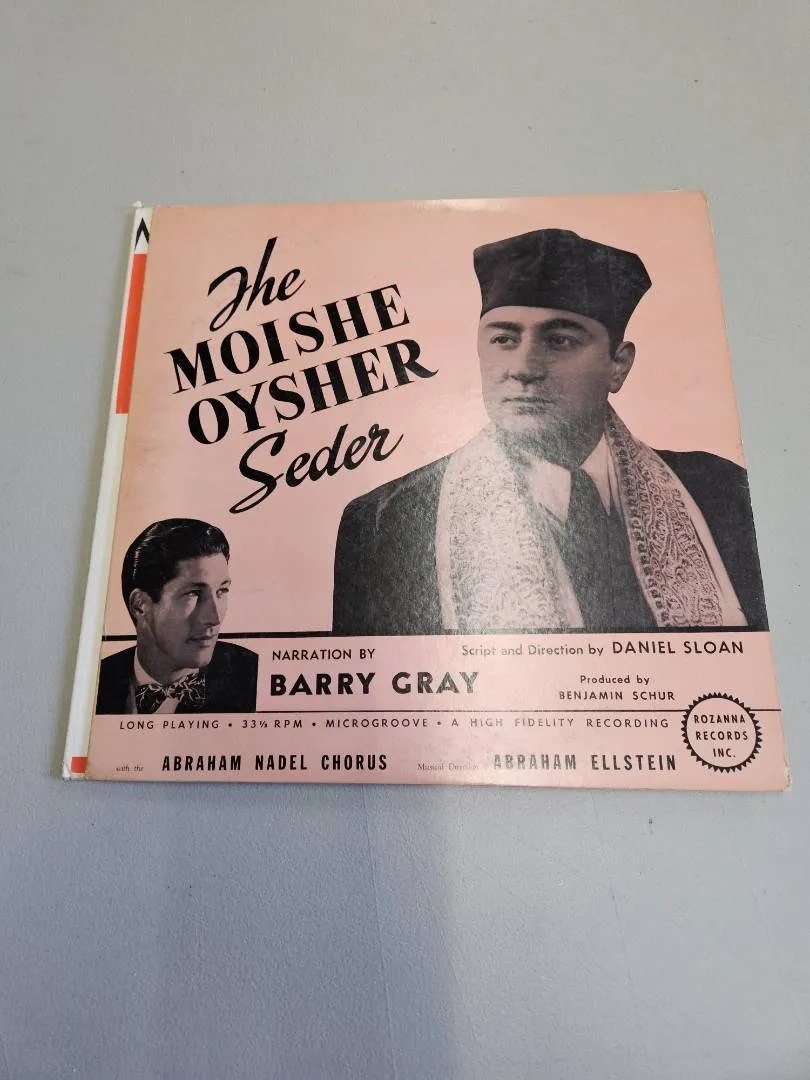 The
MOISHE
OYSHER
Seder
NARRATION BY
BARRY GRAY
Script and Direction by DANIEL SLOAN
Produced by
BENJAMIN SCHUR
LONG PLAYING • 33⅓ RPM • MICROGROOVE • A HIGH FIDELITY RECORDING
ROZANNA
RECORDS
INC.
with the ABRAHAM NADEL CHORUS Musical ABRAHAM ELLSTEIN